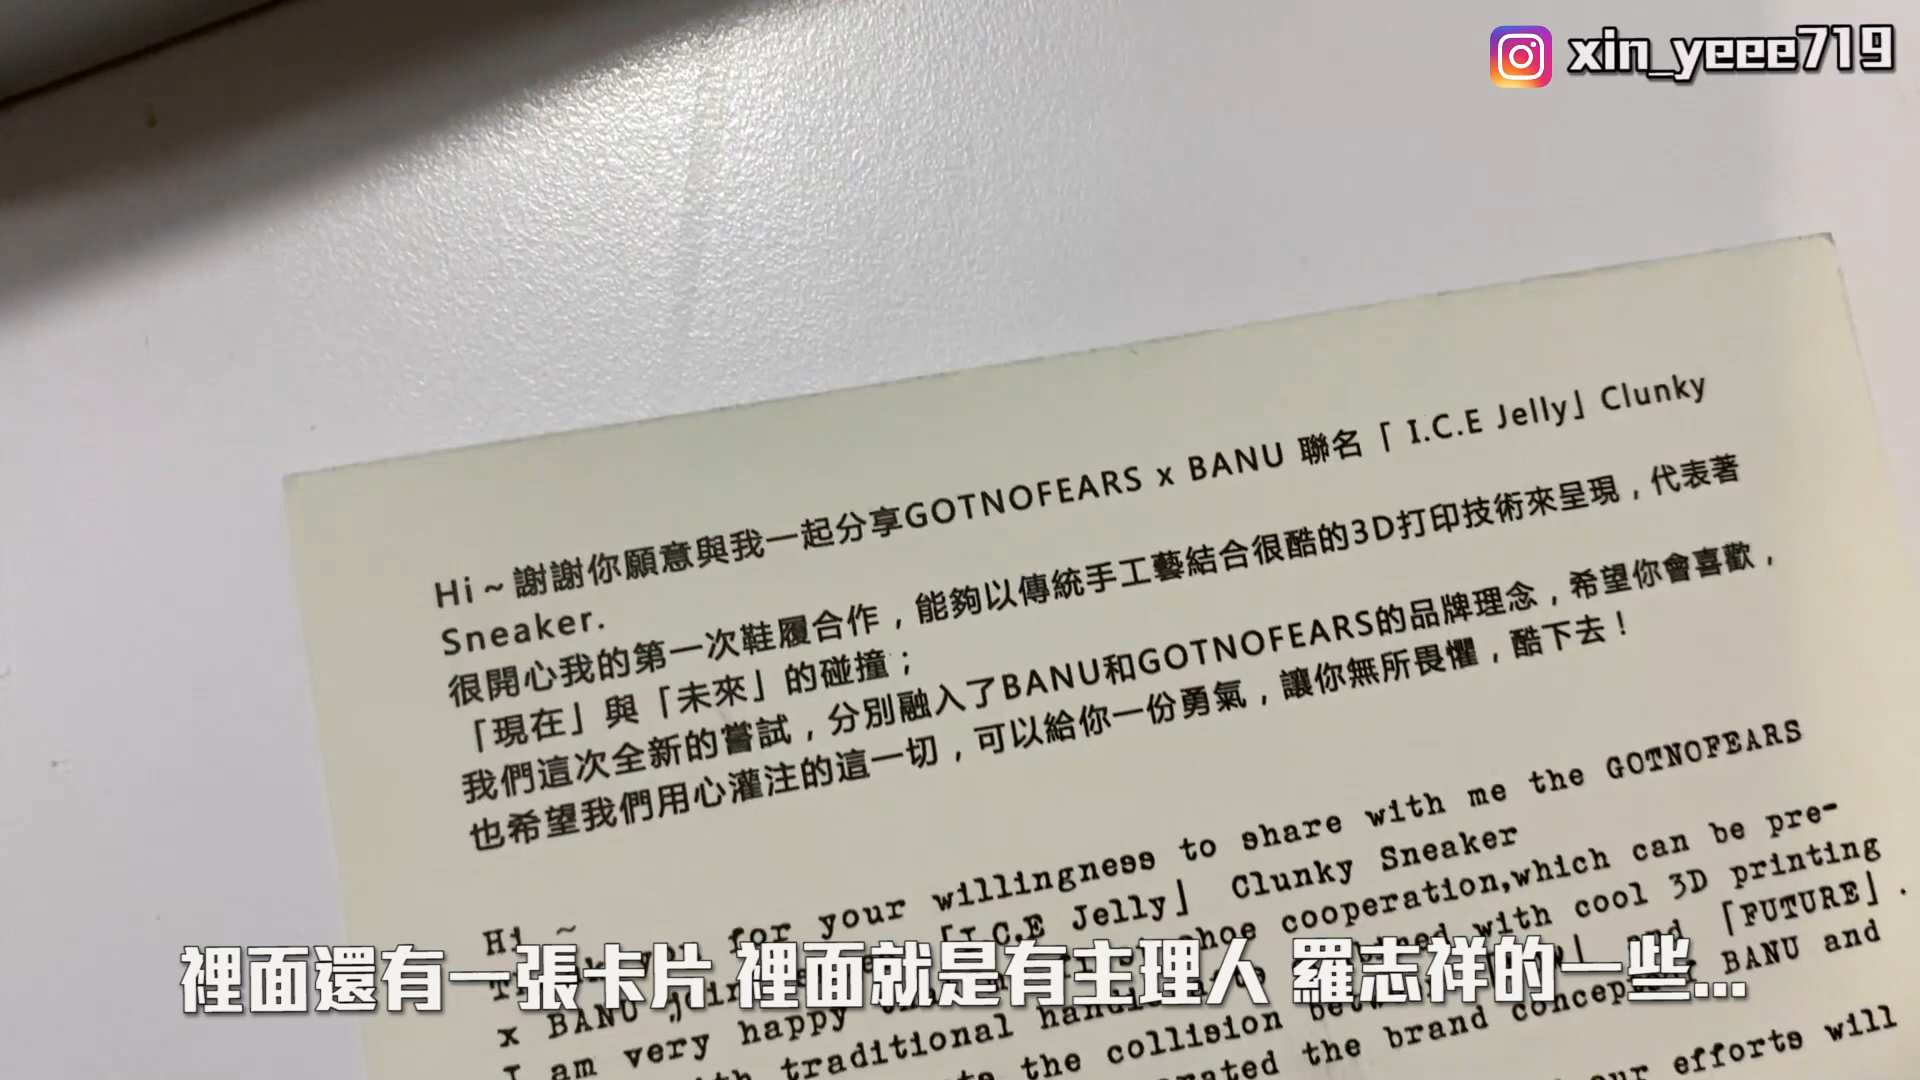 xin_yeee719
Hi～謝謝你願意與我一起分享GOTNOFEARS x BANU 聯名「 I.C.E Jelly」Clunky
Sneaker.
很開心我的第一次鞋履合作，能夠以傳統手工藝結合很酷的3D打印技術來呈現，代表著
「現在」與「未來」的碰撞；
我們這次全新的嘗試，分別融入了BANU和GOTNOFEARS的品牌理念，希望你會喜歡，
也希望我們用心灌注的這一切，可以給你一份勇氣，讓你無所畏懼，酷下去！
Hi ~
for your willingness to share with me the GOTNOFEARS
x BANU I.C.E Jelly」 Clunky Sneaker
I am very happy shoe cooperation,which can be pre-
traditional with cool 3D printing
the collision and「FUTURE」.
the brand concepts BANU and
efforts will
裡面還有一張卡片 裡面就是有主理人 羅志祥的一些...